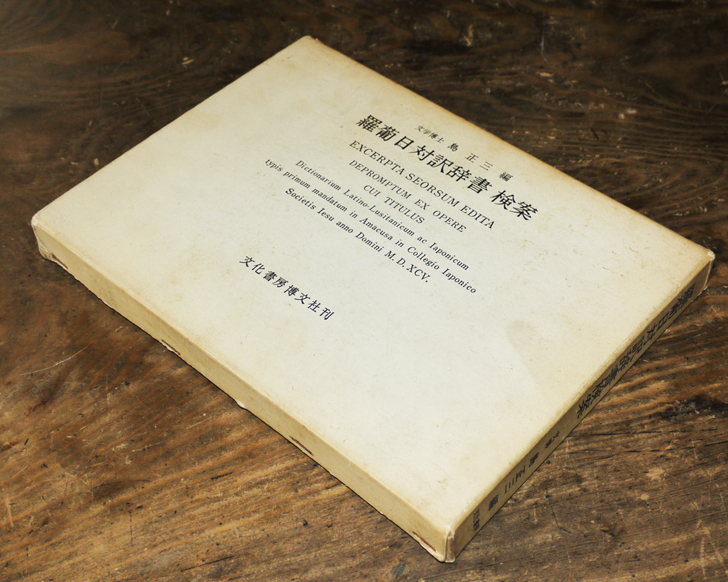 文学博士 島正三 編
羅葡日対訳辞書検案
EXCERPTA SEORSUM EDITA
DEPROMPTUM EX OPERE
CUI TITULUS
Dictionarium Latino-Lusitanicum ac Iaponicum
typis primum mandatum in Amacusa in Collegio Iaponico
Societis Iesu anno Domini M. D. XCV.
文化書房博文社刊